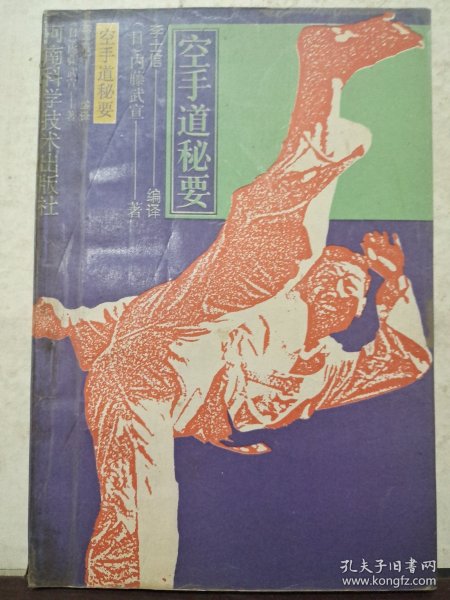 空手道秘要
[日]内藤武宣——著
李士信——编译
空手道秘要
河南科学技术出版社
孔夫子旧书网
www.kongfz.com